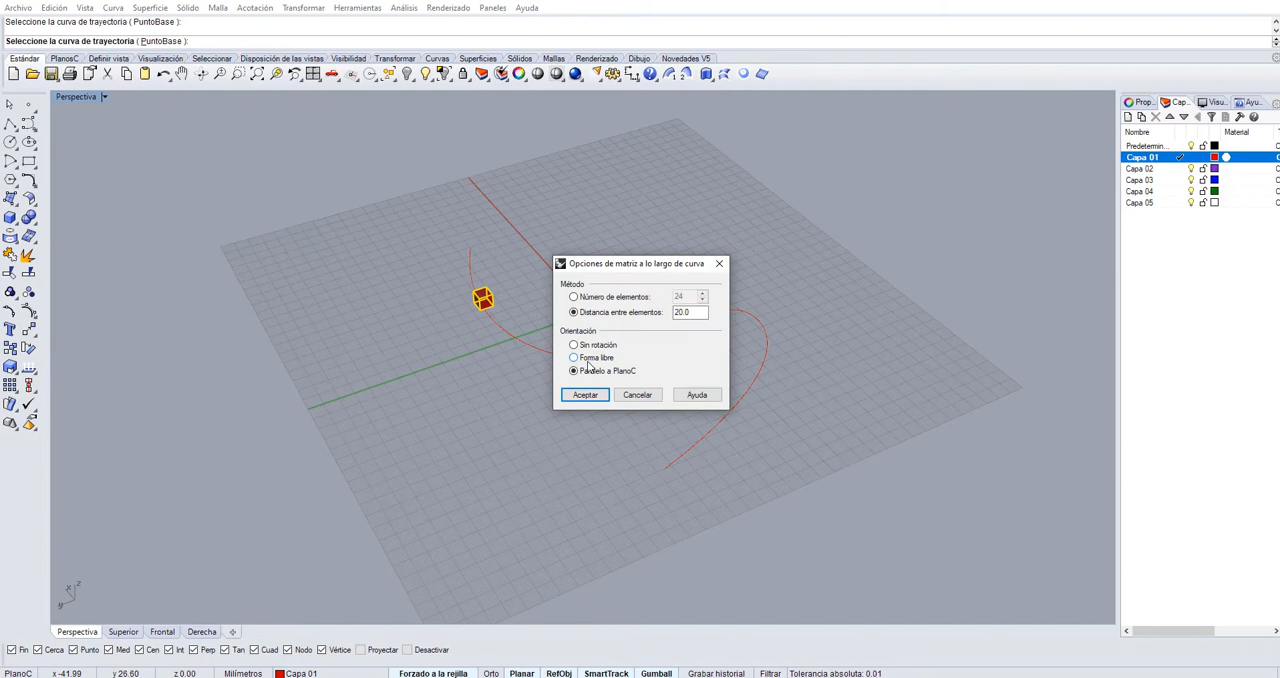 Archivo Edición Vista Curva Superficie Sólido Malla Acotación Transformar Herramientas Análisis Renderizado Paneles Ayuda
Seleccione la curva de trayectoria ( PuntoBase ):
Seleccione la curva de trayectoria ( PuntoBase ):
Estándar PlanosC Definir vista Visualización Seleccionar Disposición de las vistas Visibilidad Transformar Curvas Superficies Sólidos Mallas Renderizado Dibujo Novedades V5
Perspectiva
Prop... Cap... Visu... Ayu...
Nombre Material
Predetermin...
Capa 01
Capa 02
Capa 03
Capa 04
Capa 05
Opciones de matriz a lo largo de curva
Método
Número de elementos: 24
Distancia entre elementos: 20.0
Orientación
Sin rotación
Forma libre
Paralelo a PlanoC
Aceptar Cancelar Ayuda
z
x
y
Perspectiva Superior Frontal Derecha
Fin Cerca Punto Med Cen Int Perp Tan Cuad Nodo Vértice Proyectar Desactivar
PlanoC x -41.99 y 26.60 z 0.00 Milímetros Capa 01 Forzado a la rejilla Orto Planar RefObj SmartTrack Gumball Grabar historial Filtrar Tolerancia absoluta: 0.01